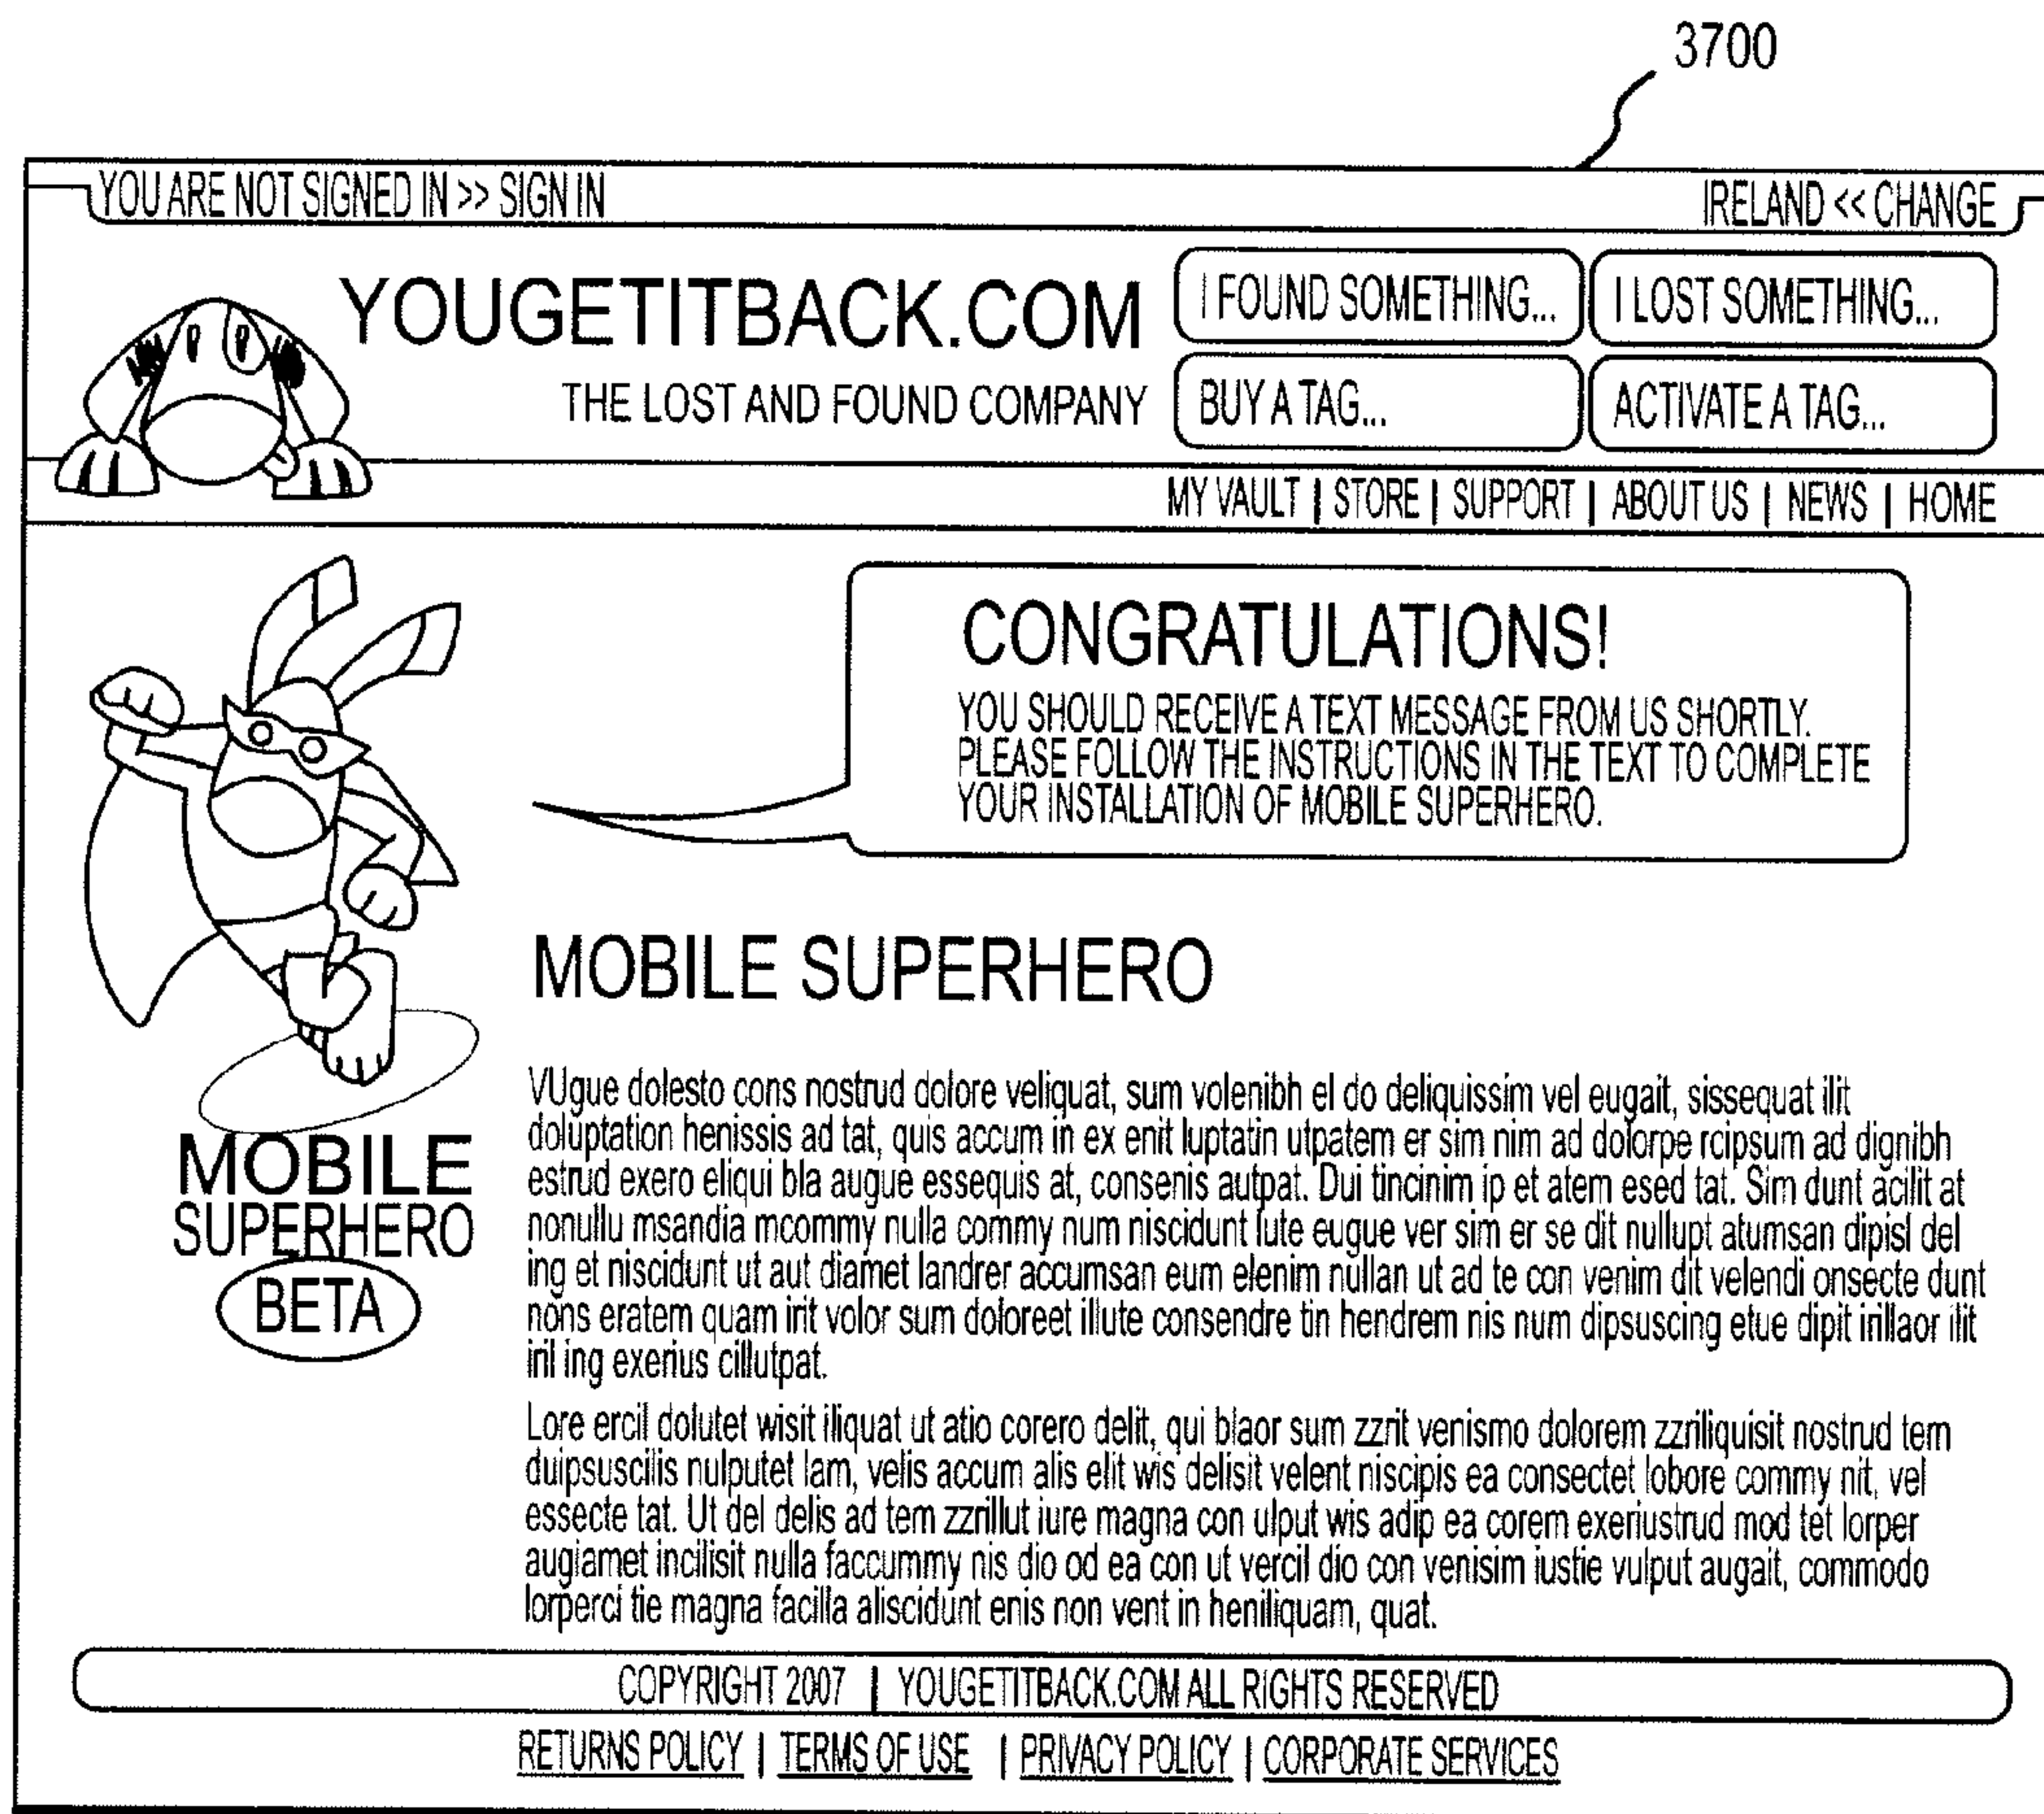 3700
YOU ARE NOT SIGNED IN >> SIGN IN
IRELAND << CHANGE
YOUGETITBACK.COM
THE LOST AND FOUND COMPANY
I FOUND SOMETHING...
I LOST SOMETHING...
BUY A TAG...
ACTIVATE A TAG...
MY VAULT | STORE | SUPPORT | ABOUT US | NEWS | HOME
CONGRATULATIONS!
YOU SHOULD RECEIVE A TEXT MESSAGE FROM US SHORTLY.
PLEASE FOLLOW THE INSTRUCTIONS IN THE TEXT TO COMPLETE
YOUR INSTALLATION OF MOBILE SUPERHERO.
MOBILE SUPERHERO
VUgue dolesto cons nostrud dolore veliquat, sum volenibh el do deliquissim vel eugait, sissequat ilit
doluptation henissis ad tat, quis accum in ex enit luptatin utpatem er sim nim ad dolorpe rcipsum ad dignibh
estrud exero eliqui bla augue essequis at, consenis autpat. Dui tincinim ip et atem esed tat. Sim dunt acilit at
nonullu msandia mcommy nulla commy num niscidunt lute eugue ver sim er se dit nullupt atumsan dipisl del
ing et niscidunt ut aut diamet landrer accumsan eum elenim nullan ut ad te con venim dit velendi onsecte dunt
nons eratem quam irit volor sum doloreet illute consendre tin hendrem nis num dipsuscing etue dipit irillaor ilit
iril ing exerius cillutpat.
Lore ercil dolutet wisit iliquat ut atio corero delit, qui blaor sum zzrit venismo dolorem zzriliquisit nostrud tem
duipsuscilis nulputet lam, velis accum alis elit wis delisit velent niscipis ea consectet lobore commy nit, vel
essecte tat. Ut del delis ad tem zzrillut iure magna con ulput wis adip ea corem exeriustrud mod tet lorper
augiamet incilisit nulla faccummy nis dio od ea con ut vercil dio con venisim iustie vulput augait, commodo
lorperci tie magna facilla aliscidunt enis non vent in heniliquam, quat.
MOBILE
SUPERHERO
BETA
COPYRIGHT 2007 | YOUGETITBACK.COM ALL RIGHTS RESERVED
RETURNS POLICY | TERMS OF USE | PRIVACY POLICY | CORPORATE SERVICES